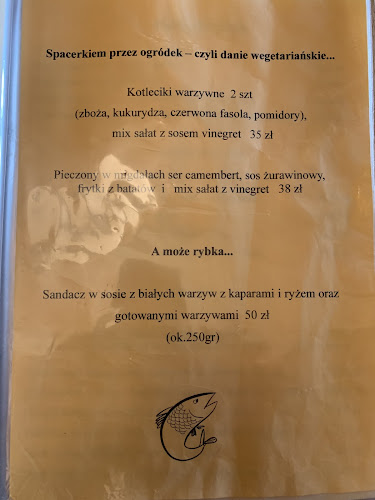 Spacerkiem przez ogródek – czyli danie wegetariańskie...
Kotleciki warzywne 2 szt
(zboża, kukurydza, czerwona fasola, pomidory),
mix sałat z sosem vinegret 35 zł
Pieczony w migdałach ser camembert, sos żurawinowy,
frytki z batatów i mix sałat z vinegret 38 zł
A może rybka...
Sandacz w sosie z białych warzyw z kaparami i ryżem oraz
gotowanymi warzywami 50 zł
(ok.250gr)